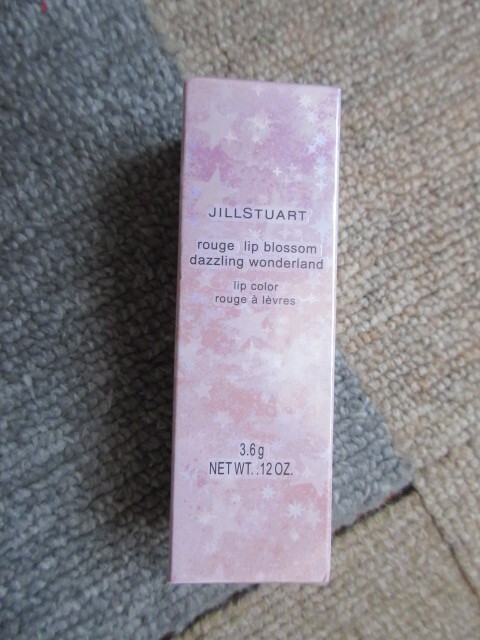 JILLSTUART
rouge lip blossom
dazzling wonderland
lip color
rouge à lèvres
3.6g
NET WT. .12 OZ.